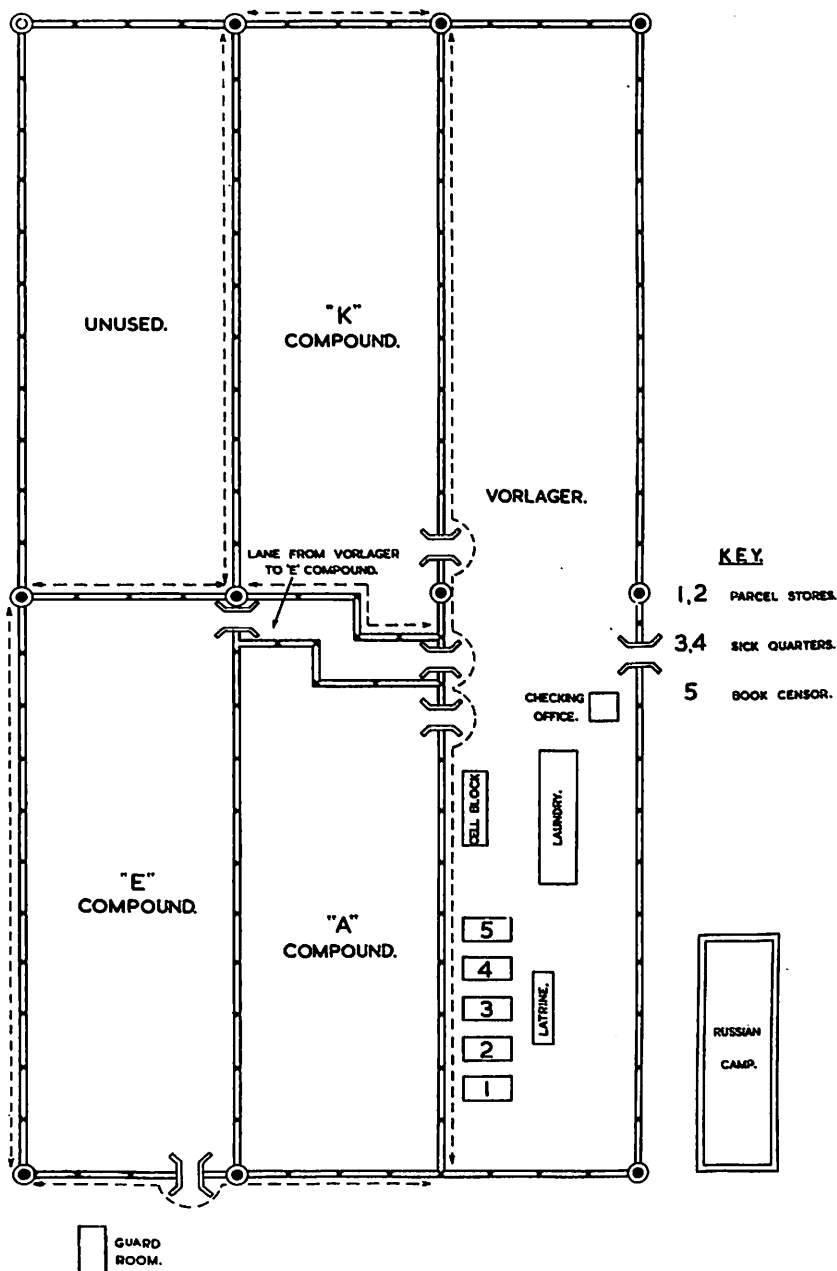 UNUSED.
"K"
COMPOUND.
VORLAGER.
LANE FROM VORLAGER
TO 'E' COMPOUND.
KEY.
1,2 PARCEL STORES.
3,4 SICK QUARTERS.
5 BOOK CENSOR.
CHECKING
OFFICE.
CELL BLOCK
LAUNDRY.
"E"
COMPOUND.
"A"
COMPOUND.
5
4
3
2
1
LATRINE.
RUSSIAN
CAMP.
GUARD
ROOM.